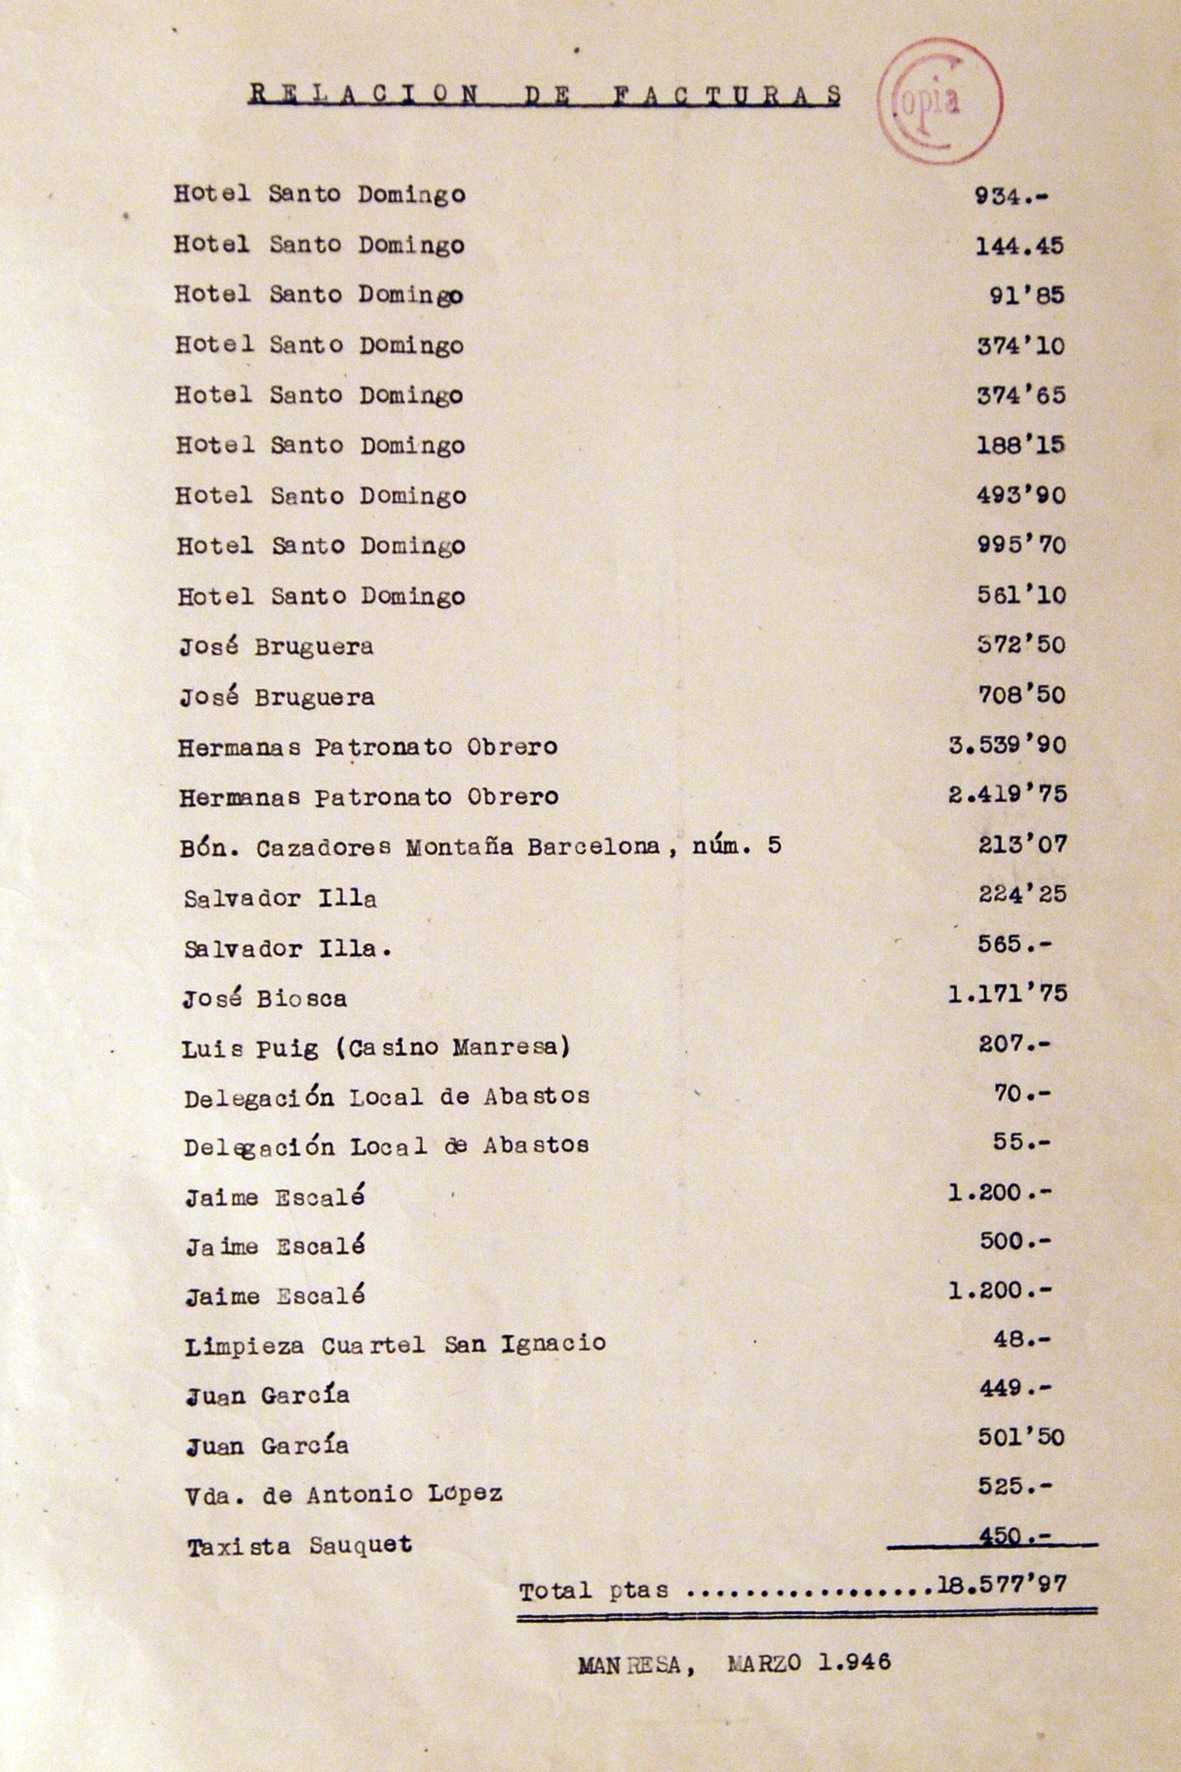 RELACION DE FACTURAS
Copia
Hotel Santo Domingo 934.-
Hotel Santo Domingo 144.45
Hotel Santo Domingo 91'85
Hotel Santo Domingo 374'10
Hotel Santo Domingo 374'65
Hotel Santo Domingo 188'15
Hotel Santo Domingo 493'90
Hotel Santo Domingo 995'70
Hotel Santo Domingo 561'10
José Bruguera 372'50
José Bruguera 708'50
Hermanas Patronato Obrero 3.539'90
Hermanas Patronato Obrero 2.419'75
Bón. Cazadores Montaña Barcelona, núm. 5 213'07
Salvador Illa 224'25
Salvador Illa. 565.-
José Biosca 1.171'75
Luis Puig (Casino Manresa) 207.-
Delegación Local de Abastos 70.-
Delegación Local de Abastos 55.-
Jaime Escalé 1.200.-
Jaime Escalé 500.-
Jaime Escalé 1.200.-
Limpieza Cuartel San Ignacio 48.-
Juan García 449.-
Juan García 501'50
Vda. de Antonio López 525.-
Taxista Sauquet 450.-
Total ptas .................18.577'97
MANRESA, MARZO 1.946